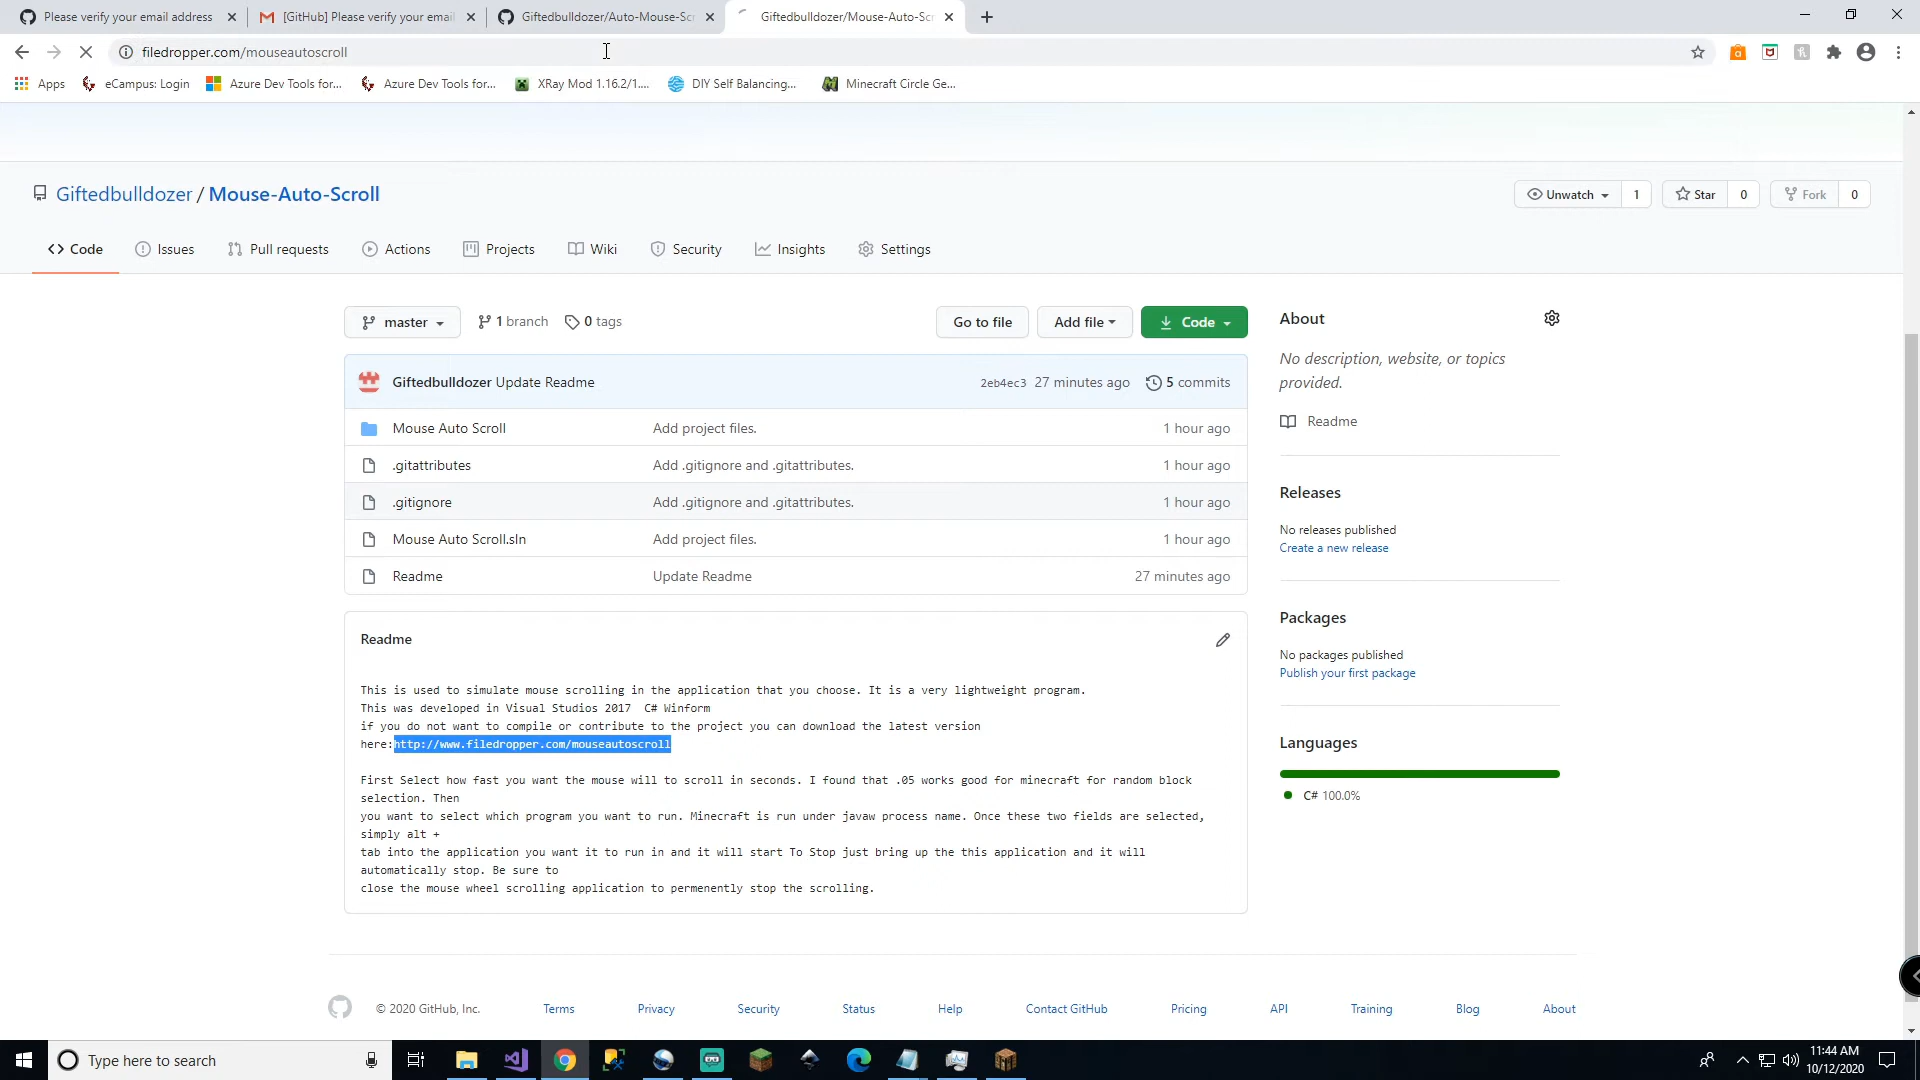 Please verify your email address
[GitHub] Please verify your email
Giftedbulldozer/Auto-Mouse-Scr
Giftedbulldozer/Mouse-Auto-Scr
filedropper.com/mouseautoscroll
Apps
eCampus: Login
Azure Dev Tools for...
Azure Dev Tools for...
XRay Mod 1.16.2/1....
DIY Self Balancing...
Minecraft Circle Ge...
Giftedbulldozer / Mouse-Auto-Scroll
Unwatch 1
Star 0
Fork 0
Code
Issues
Pull requests
Actions
Projects
Wiki
Security
Insights
Settings
master
1 branch
0 tags
Go to file
Add file
Code
Giftedbulldozer Update Readme
2eb4ec3 27 minutes ago
5 commits
Mouse Auto Scroll Add project files. 1 hour ago
.gitattributes Add .gitignore and .gitattributes. 1 hour ago
.gitignore Add .gitignore and .gitattributes. 1 hour ago
Mouse Auto Scroll.sln Add project files. 1 hour ago
Readme Update Readme 27 minutes ago
Readme
This is used to simulate mouse scrolling in the application that you choose. It is a very lightweight program.
This was developed in Visual Studios 2017  C# Winform
if you do not want to compile or contribute to the project you can download the latest version
here:http://www.filedropper.com/mouseautoscroll
First Select how fast you want the mouse will to scroll in seconds. I found that .05 works good for minecraft for random block
selection. Then
you want to select which program you want to run. Minecraft is run under javaw process name. Once these two fields are selected,
simply alt +
tab into the application you want it to run in and it will start To Stop just bring up the this application and it will
automatically stop. Be sure to
close the mouse wheel scrolling application to permenently stop the scrolling.
About
No description, website, or topics
provided.
Readme
Releases
No releases published
Create a new release
Packages
No packages published
Publish your first package
Languages
C# 100.0%
© 2020 GitHub, Inc.
Terms
Privacy
Security
Status
Help
Contact GitHub
Pricing
API
Training
Blog
About
Type here to search
11:44 AM
10/12/2020